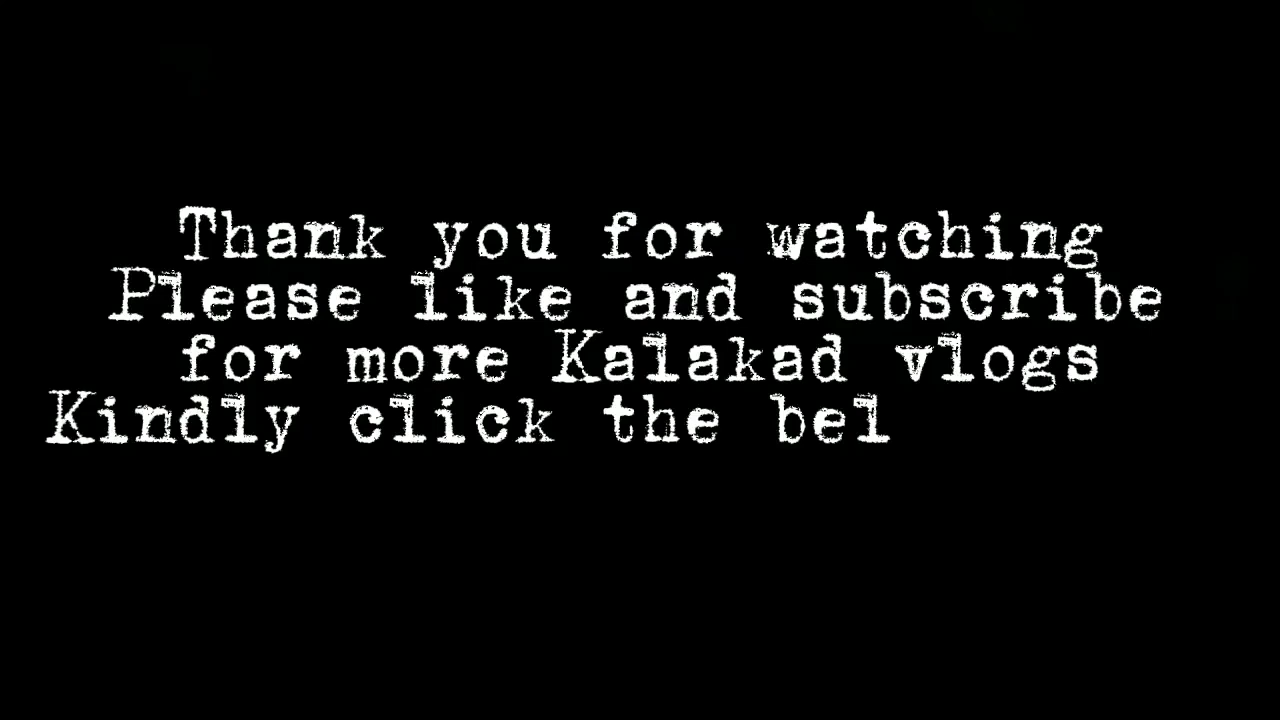 Thank you for watching
Please like and subscribe
for more Kalakad vlogs
Kindly click the bel